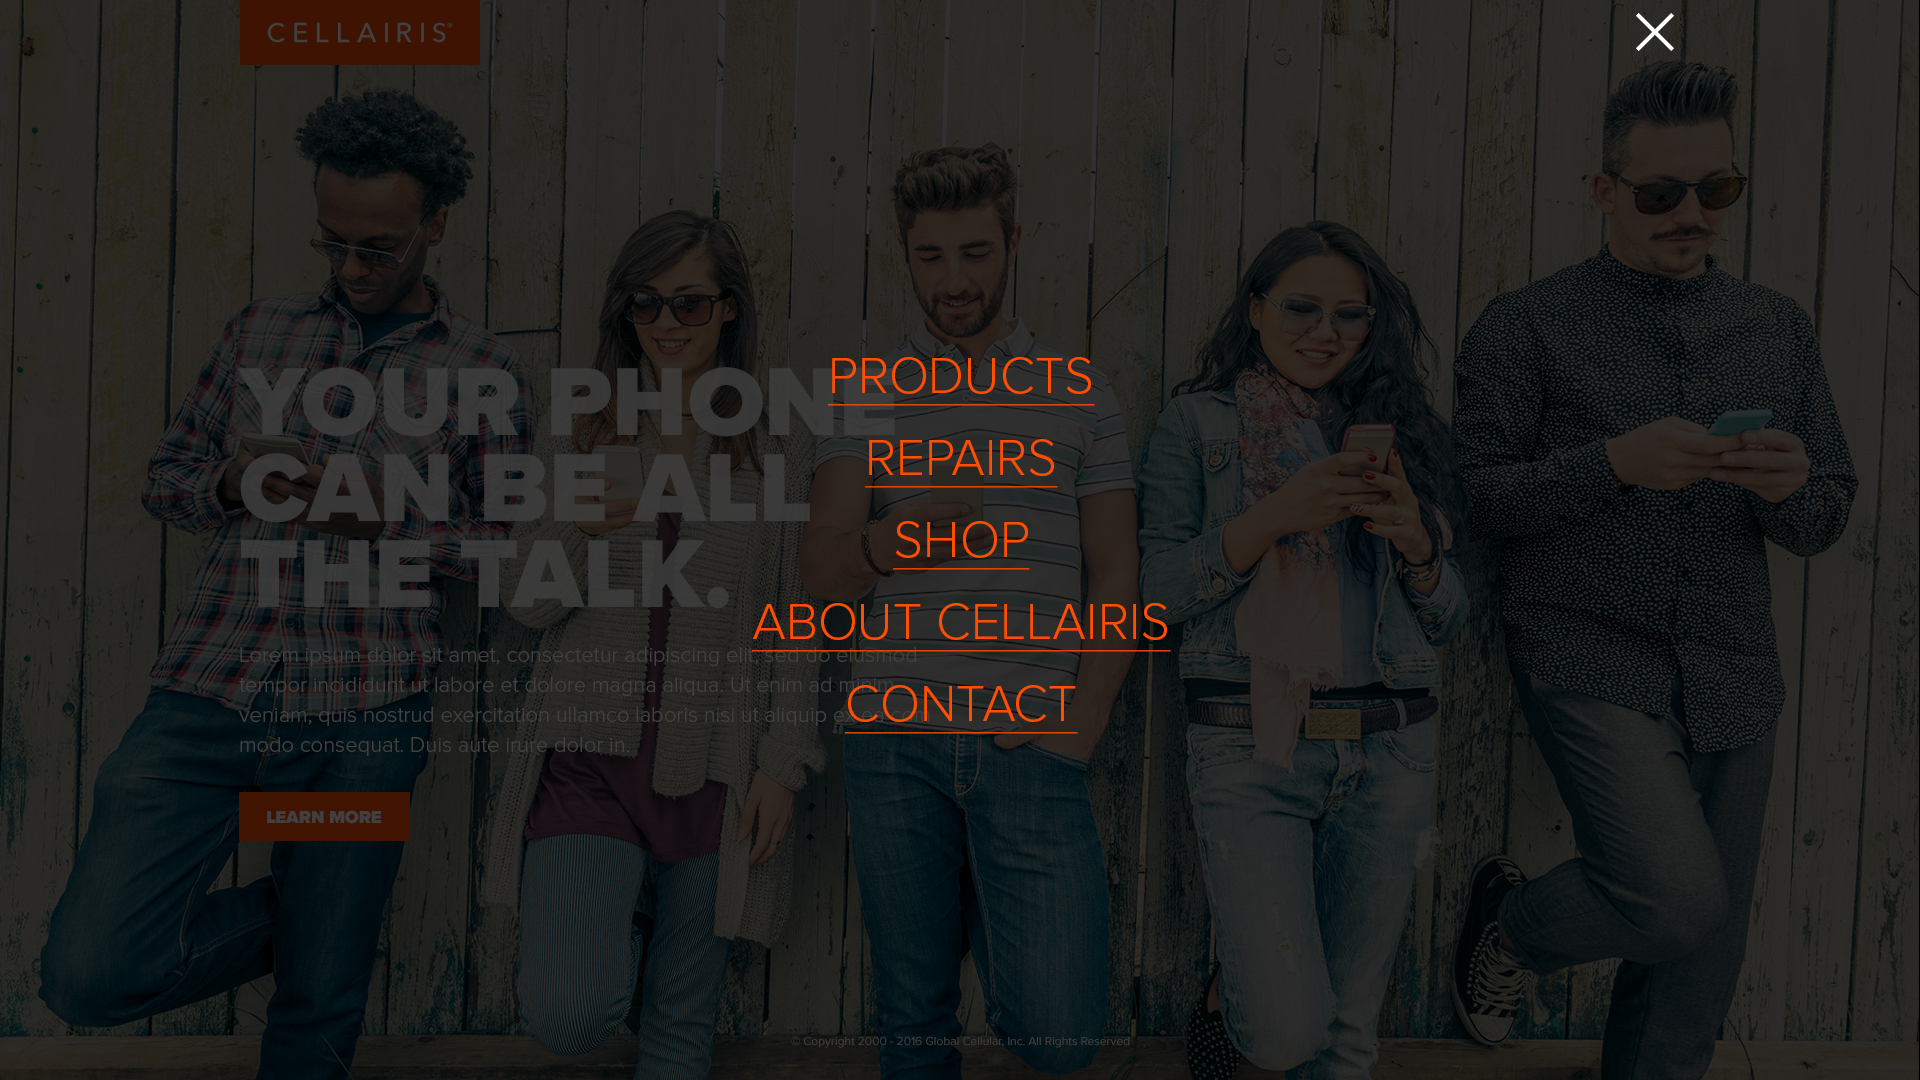 CELLAIRIS®
YOUR PHONE
CAN BE ALL
THE TALK.
Lorem ipsum dolor sit amet, consectetur adipiscing elit, sed do eiusmod
tempor incididunt ut labore et dolore magna aliqua. Ut enim ad minim
veniam, quis nostrud exercitation ullamco laboris nisi ut aliquip ex ea com
modo consequat. Duis aute irure dolor in.
LEARN MORE
PRODUCTS
REPAIRS
SHOP
ABOUT CELLAIRIS
CONTACT
© Copyright 2000 - 2016 Global Cellular, Inc. All Rights Reserved